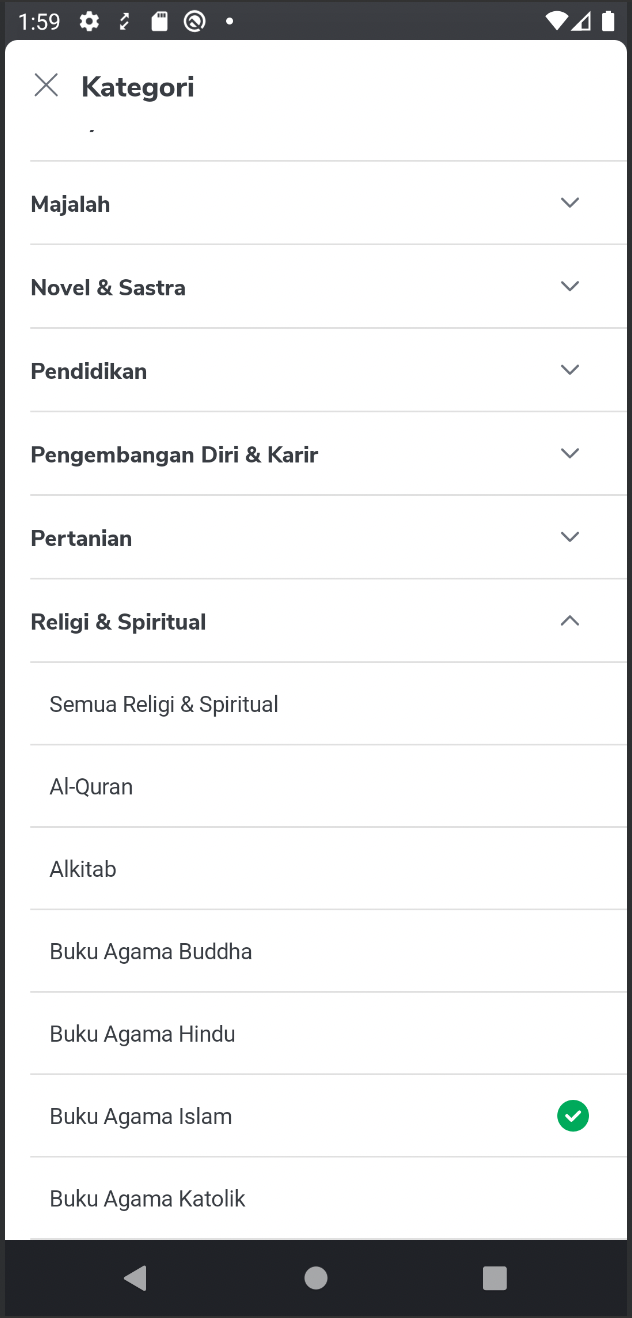 1:59
Kategori
Majalah
Novel & Sastra
Pendidikan
Pengembangan Diri & Karir
Pertanian
Religi & Spiritual
Semua Religi & Spiritual
Al-Quran
Alkitab
Buku Agama Buddha
Buku Agama Hindu
Buku Agama Islam
Buku Agama Katolik